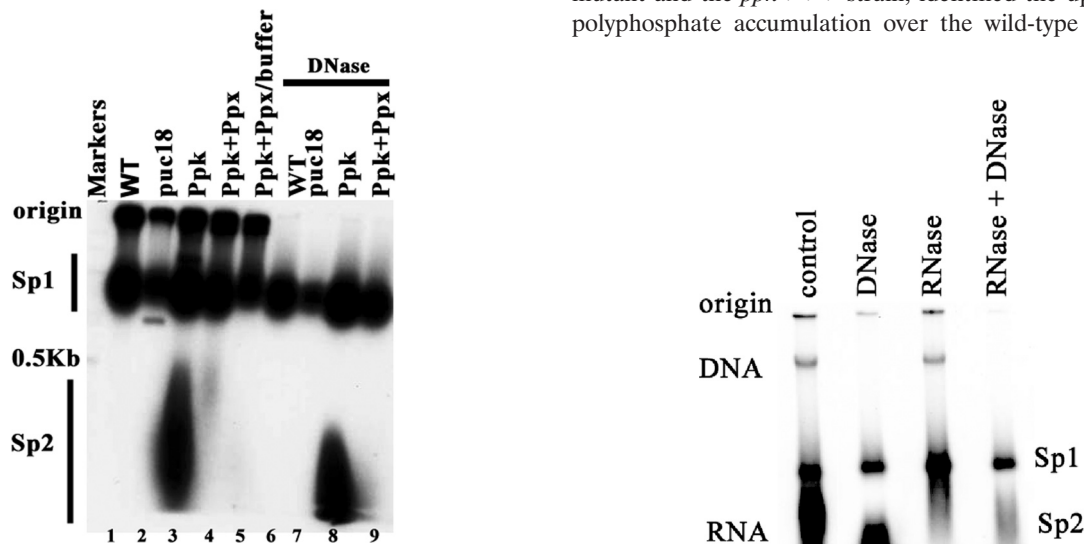 mutant and the
polyphosphate accumulation over the wild-type
DNase
Markers
WT
puc18
Ppk
Ppk+Ppx
Ppk+Ppx/buffer
WT
puc18
Ppk
Ppk+Ppx
origin
Sp1
0.5Kb
Sp2
1 2 3 4 5 6 7 8 9
control
DNase
RNase
RNase + DNase
origin
DNA
Sp1
RNA
Sp2